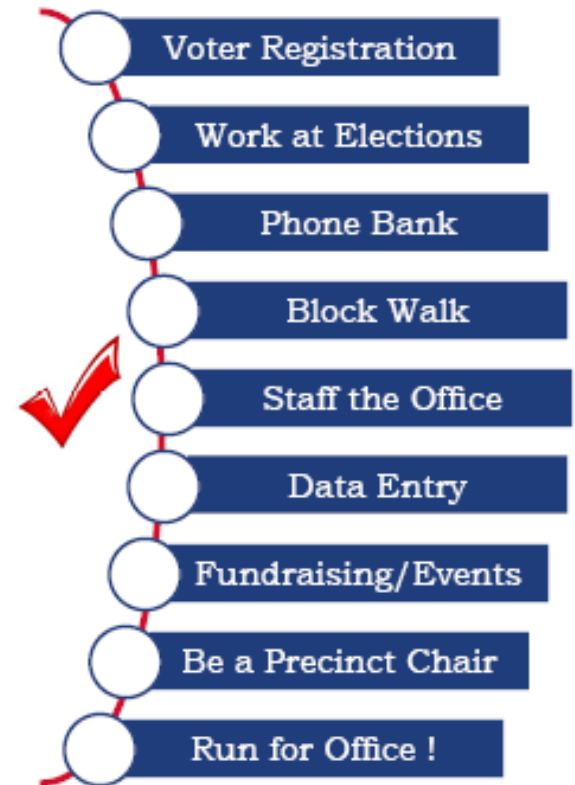 Voter Registration
Work at Elections
Phone Bank
Block Walk
Staff the Office
Data Entry
Fundraising/Events
Be a Precinct Chair
Run for Office !